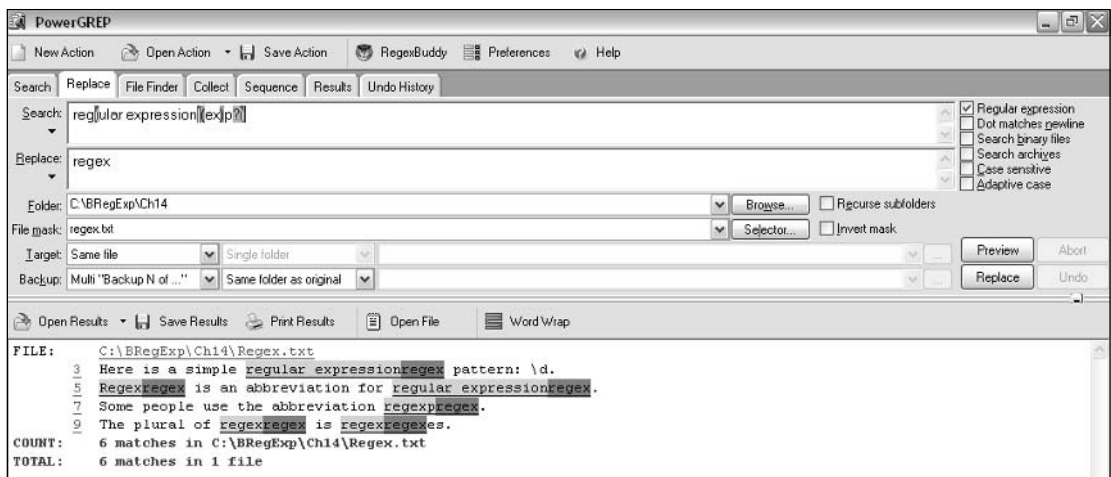 PowerGREP
New Action Open Action Save Action RegexBuddy Preferences Help
Search Replace File Finder Collect Sequence Results Undo History
Search: reg(ular expression|(ex|p?))
Regular expression
Dot matches newline
Search binary files
Search archives
Case sensitive
Adaptive case
Replace: regex
Folder: C:\BRegExp\Ch14 Browse... Recurse subfolders
File mask: regex.txt Selector... Invert mask
Target: Same file Single folder ... Preview Abort
Backup: Multi "Backup N of ..." Same folder as original ... Replace Undo
Open Results Save Results Print Results Open File Word Wrap
FILE: C:\BRegExp\Ch14\Regex.txt
3 Here is a simple regular expressionregex pattern: \d.
5 Regexregex is an abbreviation for regular expressionregex.
7 Some people use the abbreviation regexpregex.
9 The plural of regexregex is regexregexes.
COUNT: 6 matches in C:\BRegExp\Ch14\Regex.txt
TOTAL: 6 matches in 1 file